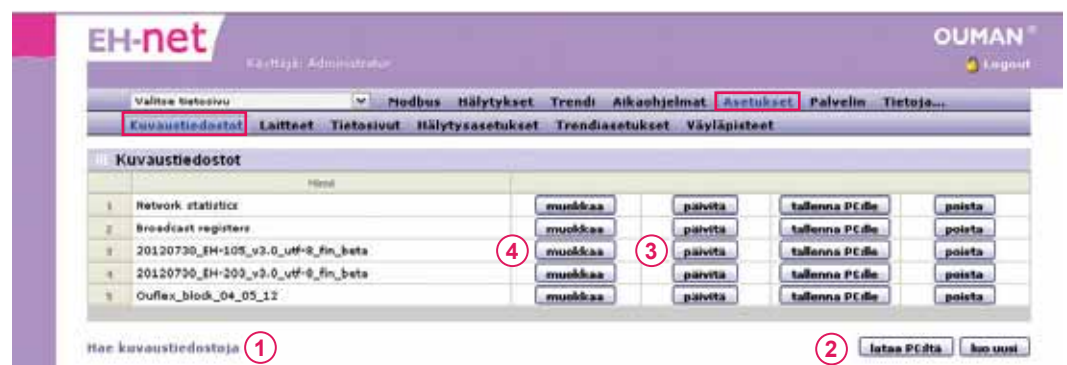 EH-net
OUMAN
Käyttäjä: Administrator
Logout
Valitse tietosivu Modbus Hälytykset Trendi Aikaohjelmat Asetukset Palvelin Tietoja...
Kuvaustiedostot Laitteet Tietosivut Hälytysasetukset Trendiasetukset Väyläpisteet
Kuvaustiedostot
Nimi
1 Network statistics muokkaa päivitä tallenna PC:lle poista
2 Broadcast registers muokkaa päivitä tallenna PC:lle poista
3 20120730_EH-105_v3.0_utf-8_fin_beta 4 muokkaa 3 päivitä tallenna PC:lle poista
4 20120730_EH-203_v3.0_utf-8_fin_beta muokkaa päivitä tallenna PC:lle poista
5 Ouflex_block_04_05_12 muokkaa päivitä tallenna PC:lle poista
Hae kuvaustiedostoja 1 2 lataa PC:ltä luo uusi